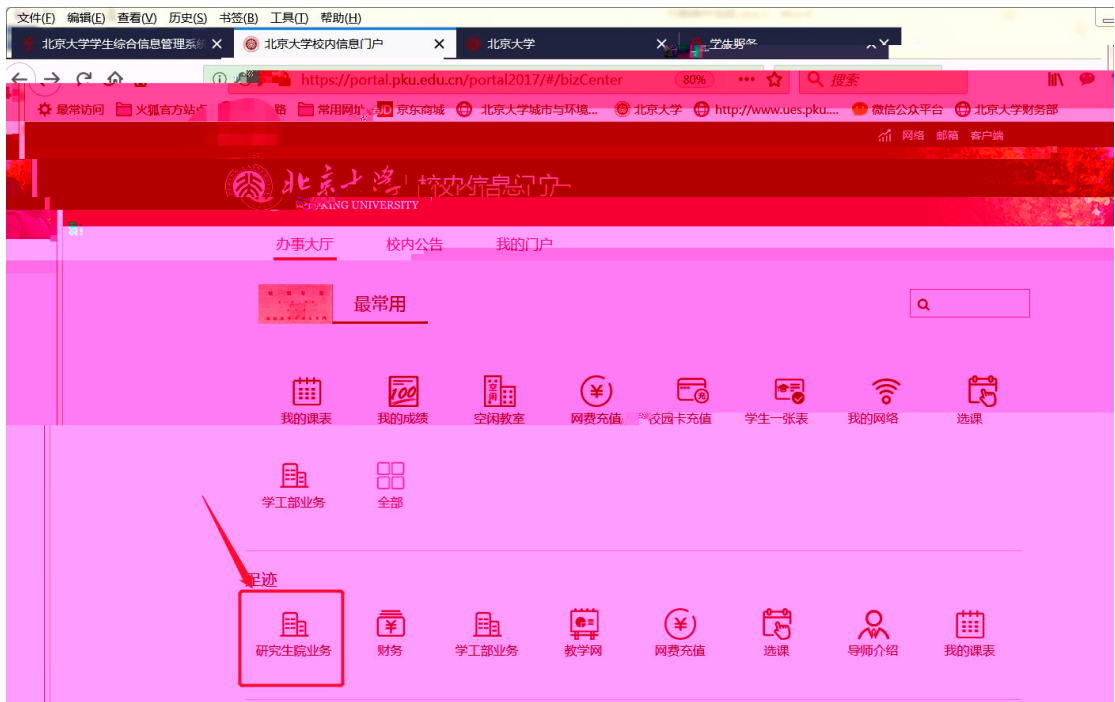 文件(F) 编辑(E) 查看(V) 历史(S) 书签(B) 工具(T) 帮助(H)
北京大学学生综合信息管理系统 × 北京大学校内信息门户 × 北京大学 ×
https://portal.pku.edu.cn/portal2017/#/bizCenter 80% ••• 搜索
最常访问 火狐官方站点 常用网址 JD 京东商城 北京大学城市与环境... 北京大学 http://www.ues.pku.... 微信公众平台 北京大学财务部
网络 邮箱 客户端
北京大学 校内信息门户
PEKING UNIVERSITY
办事大厅 校内公告 我的门户
最常用
我的课表 我的成绩 空闲教室 网费充值 校园卡充值 学生一张表 我的网络 选课
学工部业务 全部
足迹
研究生院业务 财务 学工部业务 教学网 网费充值 选课 导师介绍 我的课表